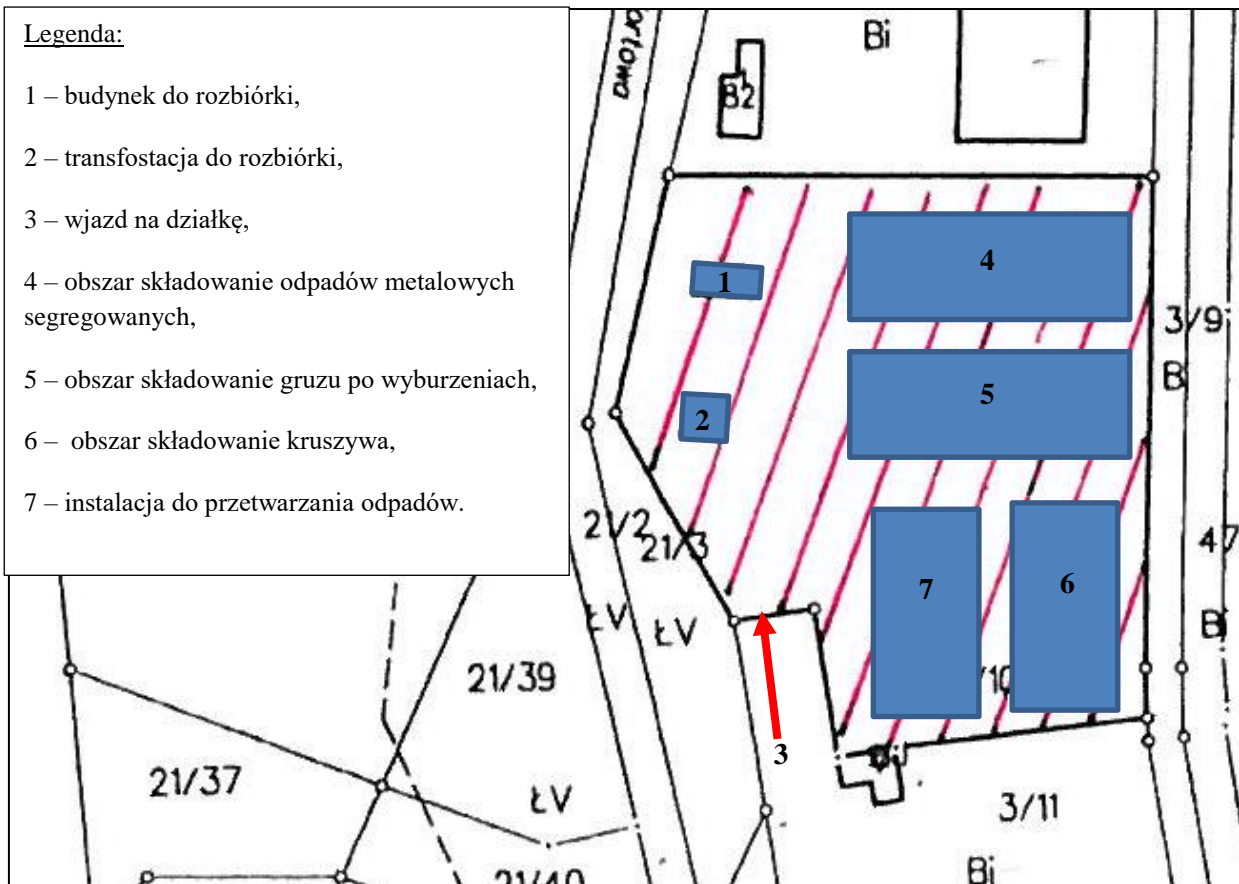 Legenda:
1 – budynek do rozbiórki,
2 – transfostacja do rozbiórki,
3 – wjazd na działkę,
4 – obszar składowanie odpadów metalowych
segregowanych,
5 – obszar składowanie gruzu po wyburzeniach,
6 – obszar składowanie kruszywa,
7 – instalacja do przetwarzania odpadów.
Bi
B2
4
1
3/9
5
B
2
21/2
21/3
47
7
6
ŁV
ŁV
Bi
21/39
/10
3
21/37
ŁV
3/11
21/40
Bi